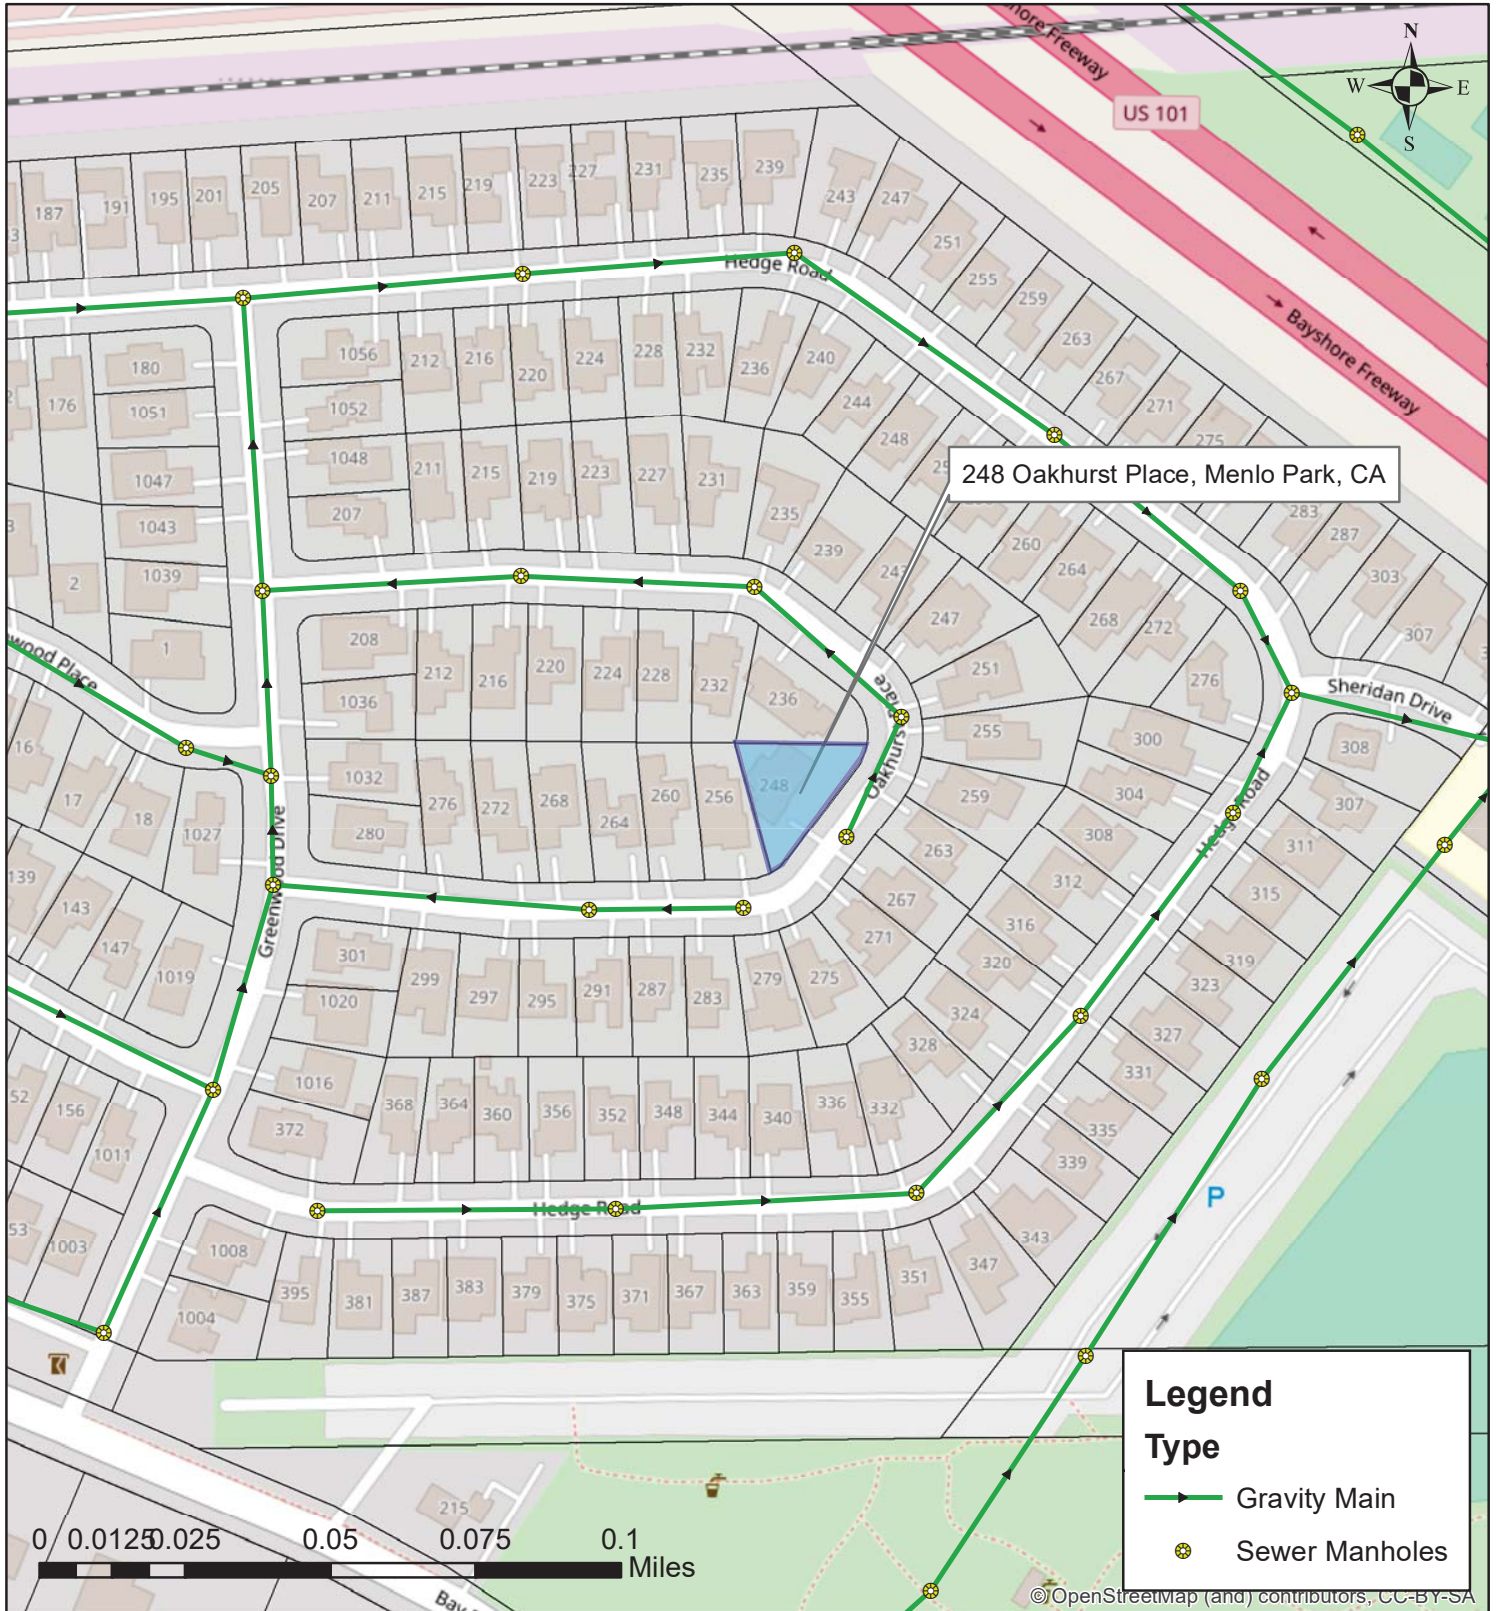 N
W E
S
Bayshore Freeway
US 101
Bayshore Freeway
187 191 195 201 205 207 211 215 219 223 227 231 235 239 243 247
251
255
259
263
267
271
275
283
287
303
307
Hedge Road
180
176
1051
1047
1043
1039
2
1
1056
1052
1048
207
212 216 220 224 228 232 236 240 244 248
211 215 219 223 227 231 235 239 243 247 251 255 259 263 267 271
260 264 268 272 276
248 Oakhurst Place, Menlo Park, CA
Oakhurst Place
Sheridan Drive
208
1036
1032
280
212 216 220 224 228 232 236
276 272 268 264 260 256 248
16 17 18 1027
139 143 147 1019
Greenwood Drive
300 304 308 312 316 320 324 328
308
307
311
315
319
323
327
331
335
339
343
347
Hedge Road
301
1020
1016
372
299 297 295 291 287 283 279 275
368 364 360 356 352 348 344 340 336 332
52 156 1011
53 1003
Hedge Road
1008
1004
395 381 387 383 379 375 371 367 363 359 355 351
P
215
Legend
Type
Gravity Main
Sewer Manholes
0 0.0125 0.025 0.05 0.075 0.1
Miles
© OpenStreetMap (and) contributors, CC-BY-SA